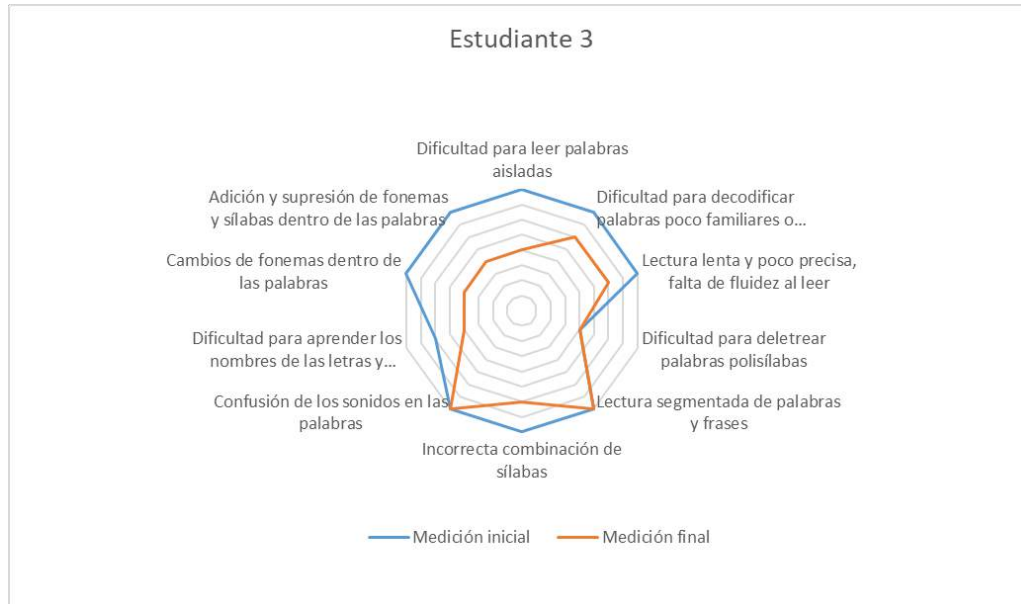 Estudiante 3
Dificultad para leer palabras
aisladas
Dificultad para decodificar
palabras poco familiares o...
Lectura lenta y poco precisa,
falta de fluidez al leer
Dificultad para deletrear
palabras polisílabas
Lectura segmentada de palabras
y frases
Incorrecta combinación de
sílabas
Confusión de los sonidos en las
palabras
Dificultad para aprender los
nombres de las letras y...
Cambios de fonemas dentro de
las palabras
Adición y supresión de fonemas
y sílabas dentro de las palabras
Medición inicial
Medición final